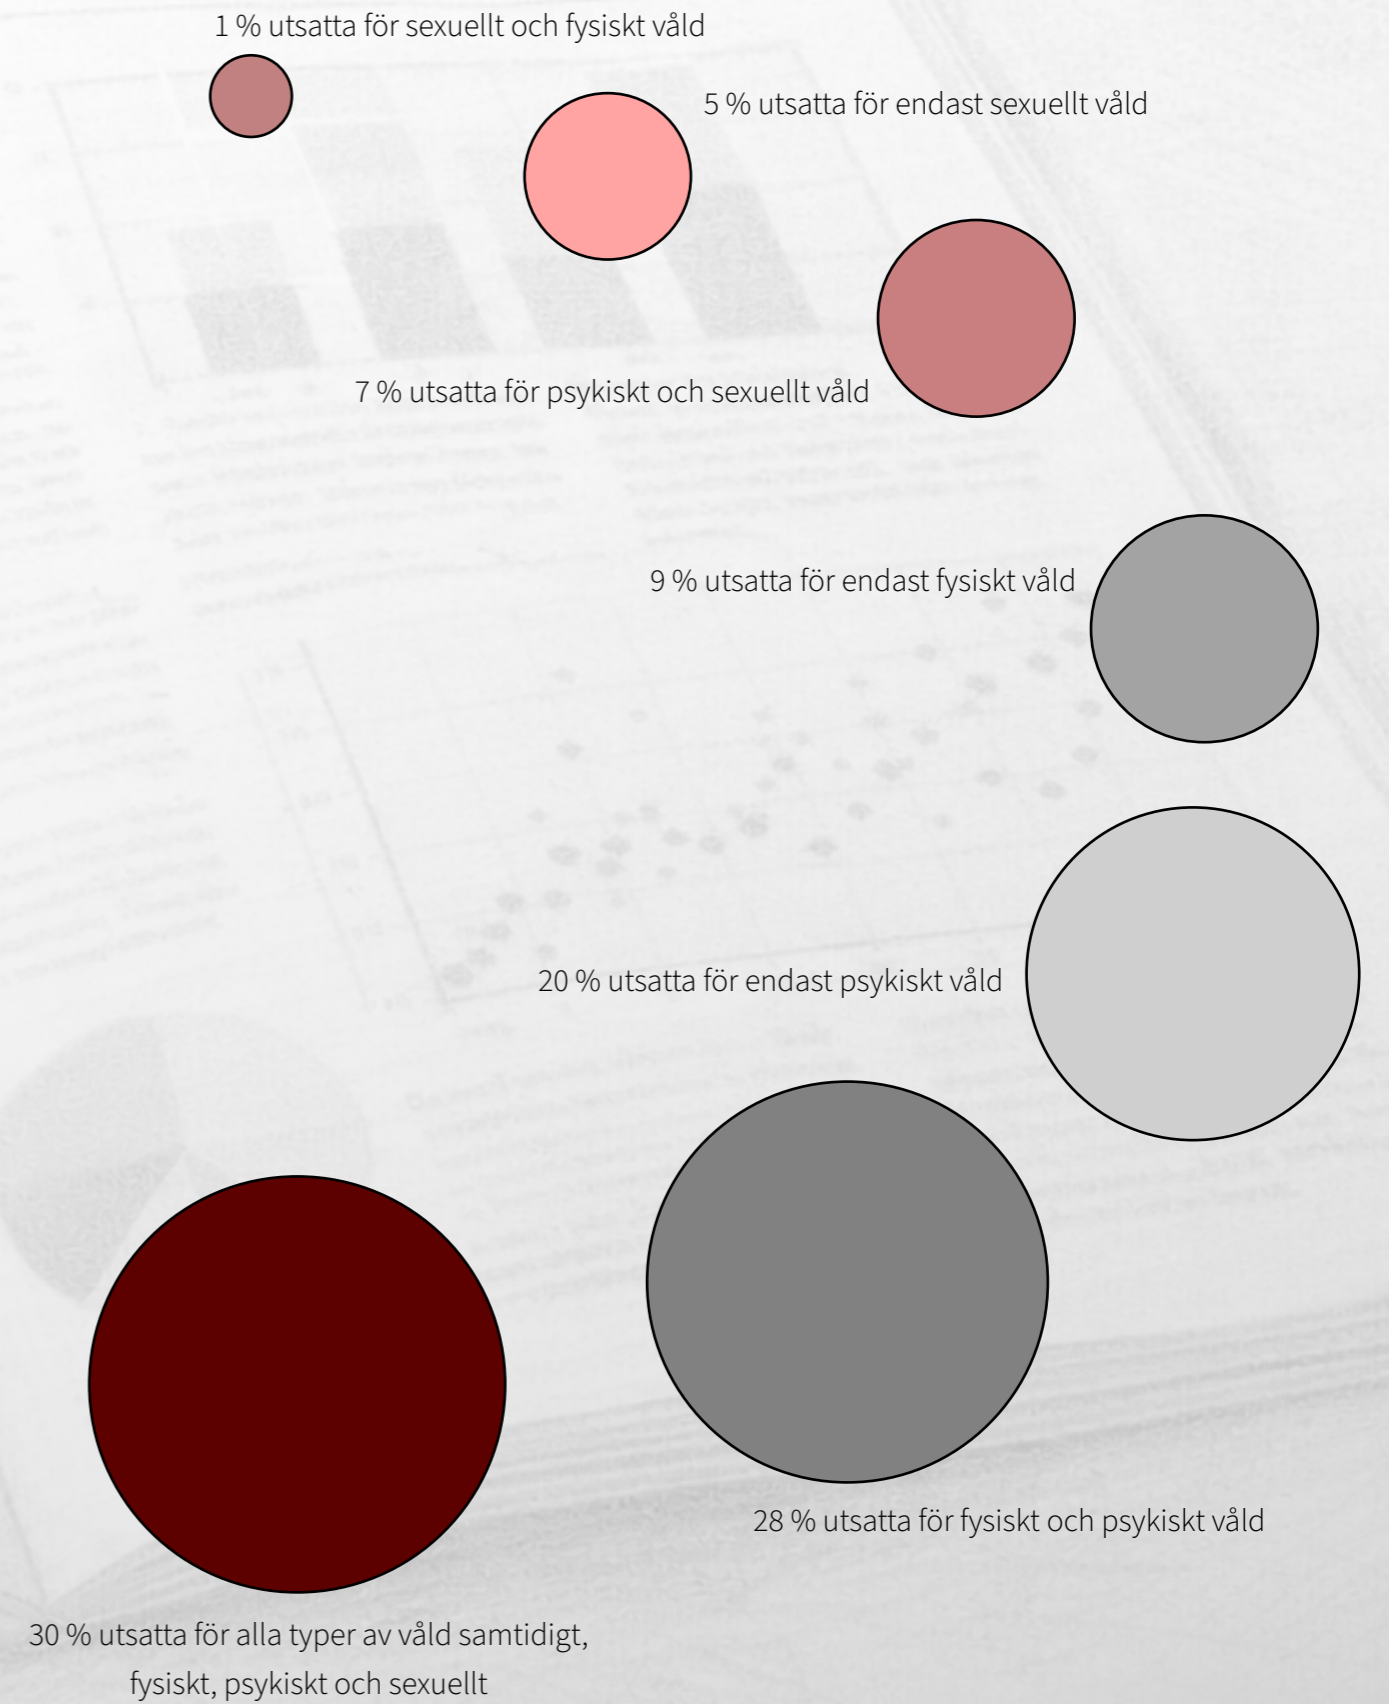 1 % utsatta för sexuellt och fysiskt våld
5 % utsatta för endast sexuellt våld
7 % utsatta för psykiskt och sexuellt våld
9 % utsatta för endast fysiskt våld
20 % utsatta för endast psykiskt våld
28 % utsatta för fysiskt och psykiskt våld
30 % utsatta för alla typer av våld samtidigt,
fysiskt, psykiskt och sexuellt